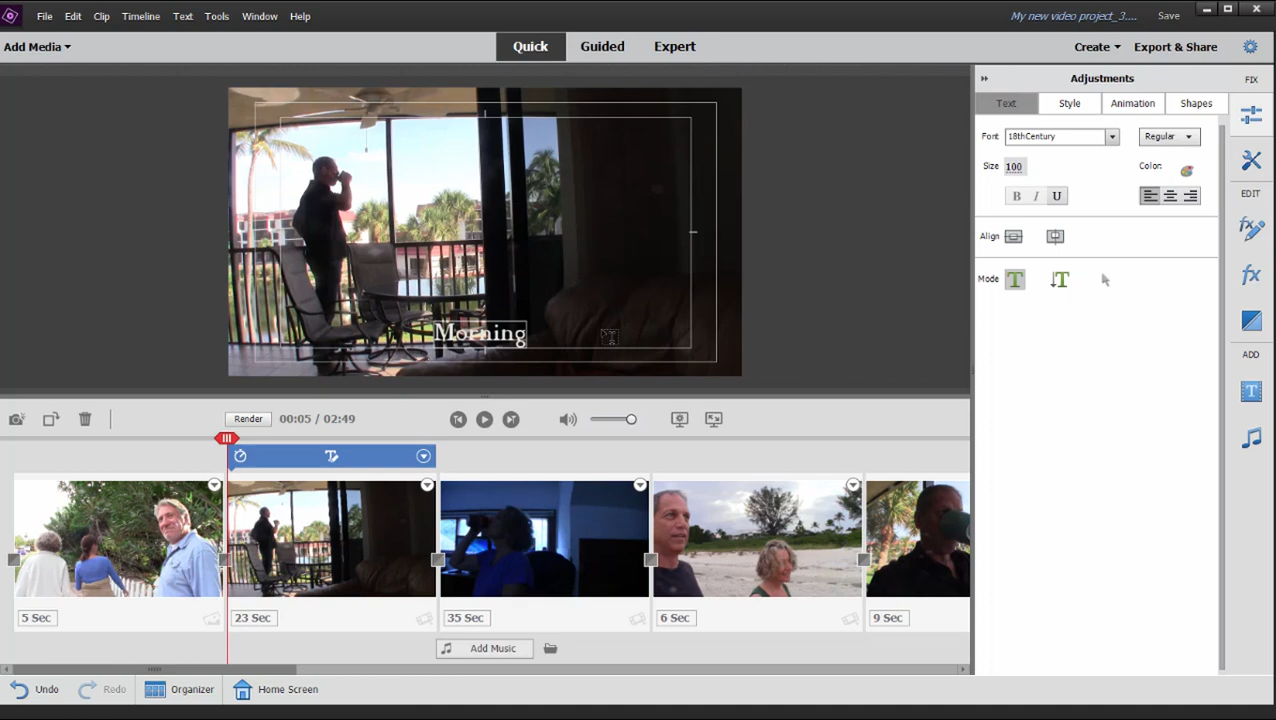 File Edit Clip Timeline Text Tools Window Help
My new video project_3.... Save
Add Media
Quick Guided Expert
Create Export & Share
Adjustments
FIX
Text Style Animation Shapes
Font 18thCentury Regular
Size 100 Color:
B I U
EDIT
Align
Mode T T
fx
fx
Morning
ADD
T
Render 00:05 / 02:49
5 Sec 23 Sec 35 Sec 6 Sec 9 Sec
Add Music
Undo Redo Organizer Home Screen